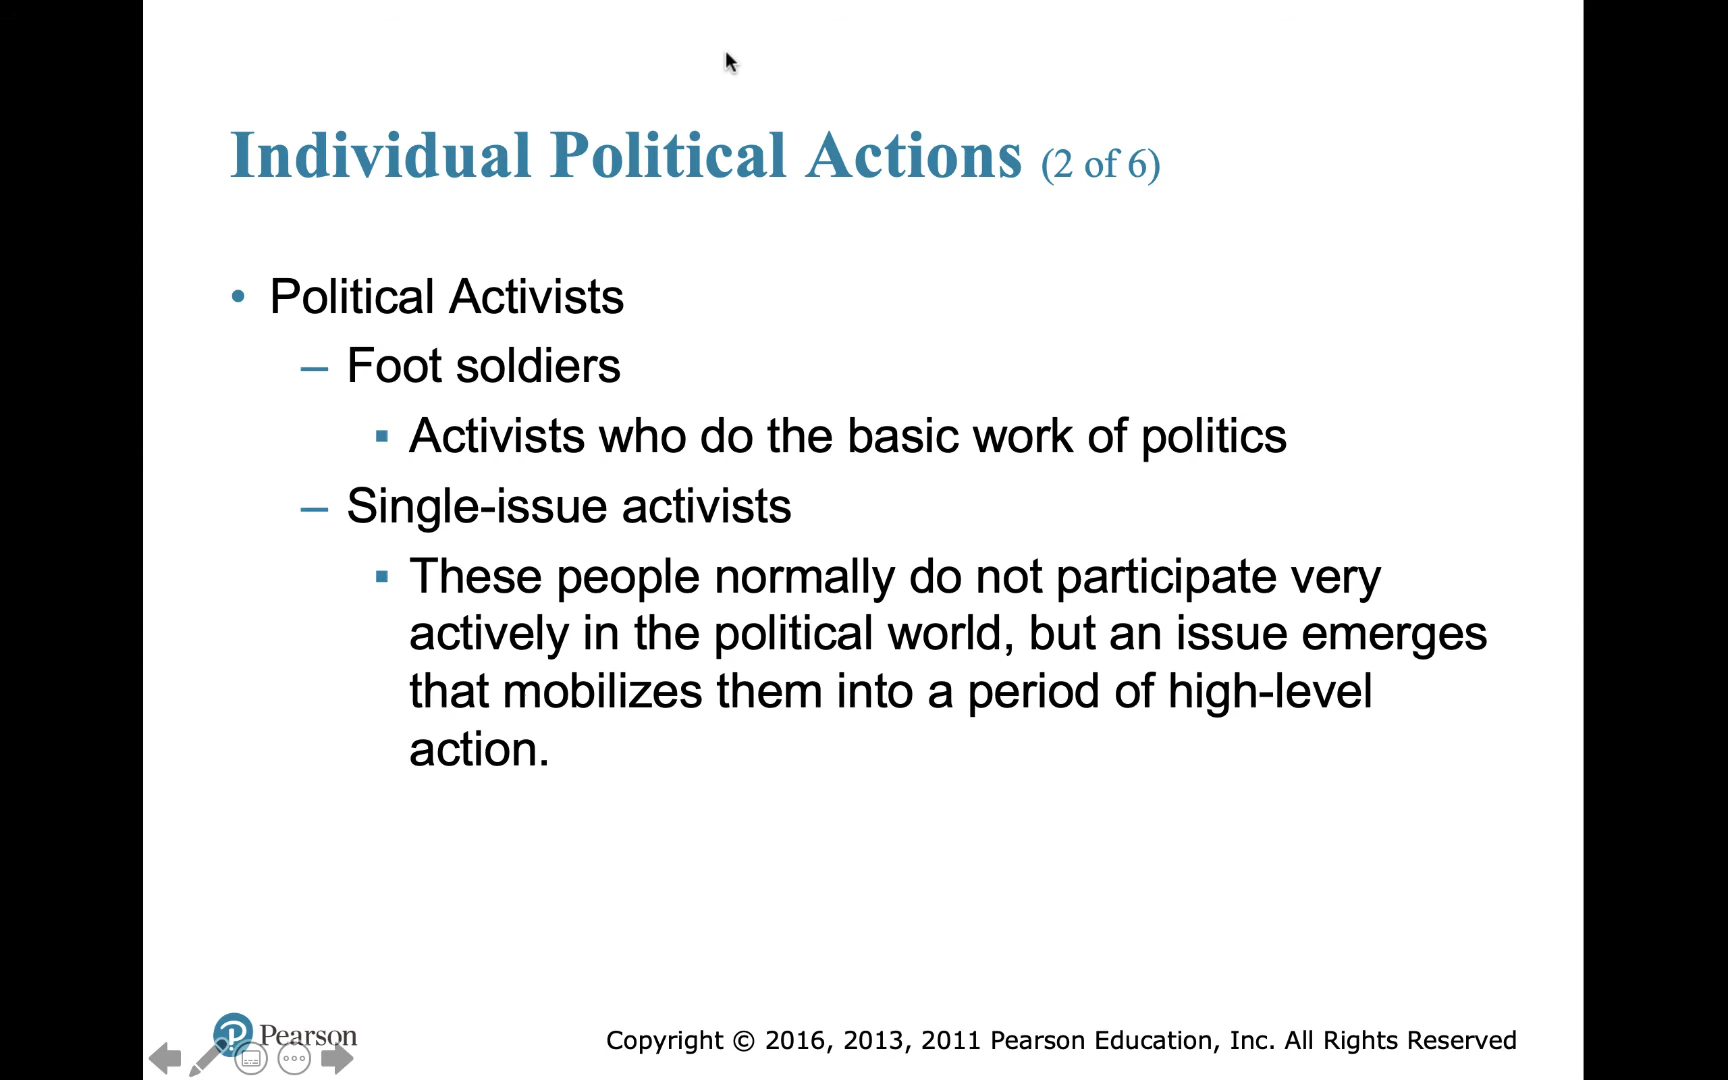 Individual Political Actions (2 of 6)
• Political Activists
– Foot soldiers
▪ Activists who do the basic work of politics
– Single-issue activists
▪ These people normally do not participate very
actively in the political world, but an issue emerges
that mobilizes them into a period of high-level
action.
Pearson
Copyright © 2016, 2013, 2011 Pearson Education, Inc. All Rights Reserved